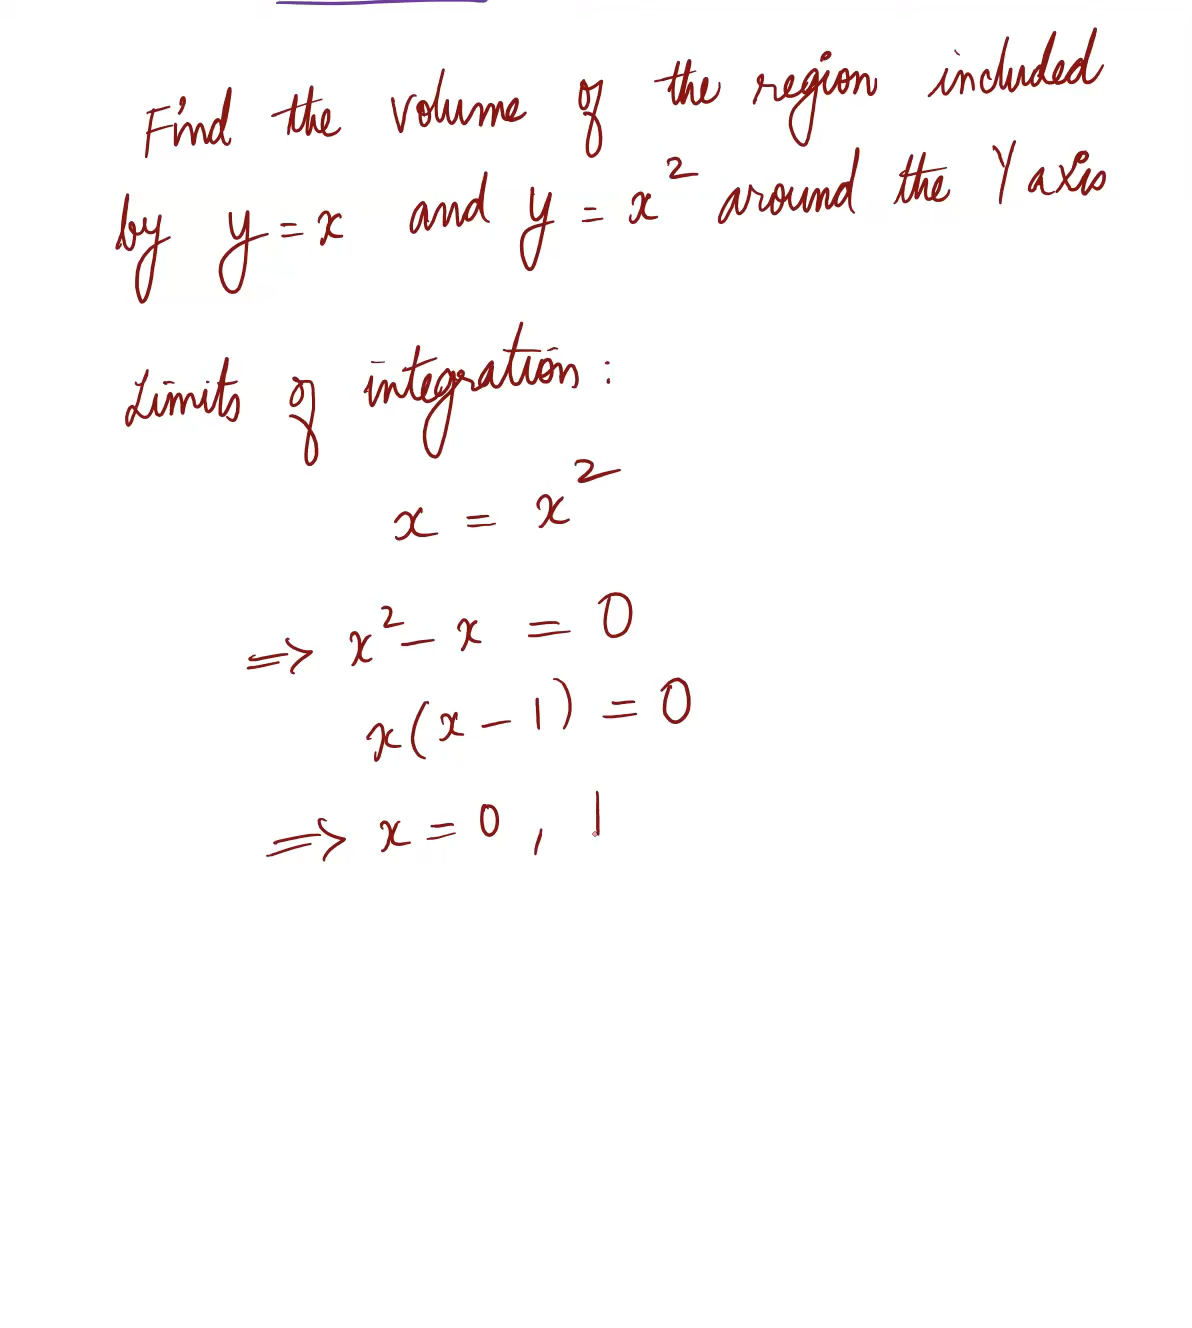 Find the volume of the region included
by y = x and y = x² around the Y axis
Limits of integration :
x = x²
⇒ x² - x = 0
x(x - 1) = 0
⇒ x = 0 , 1